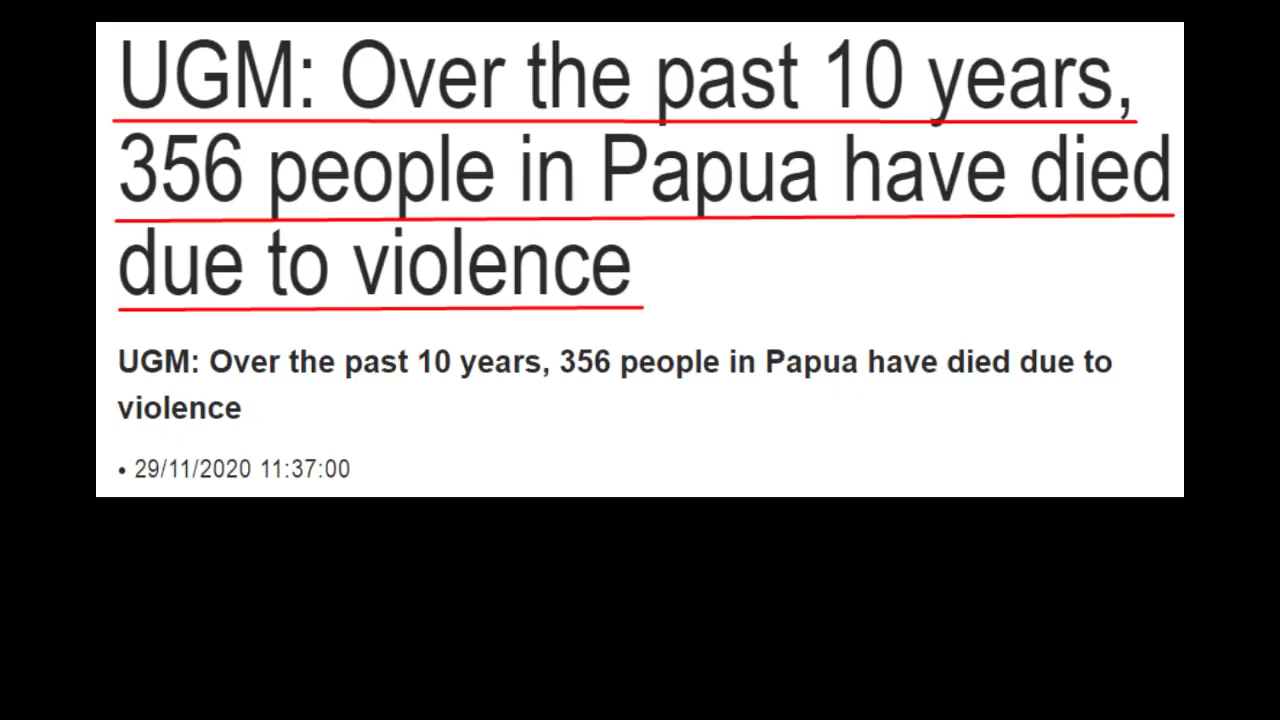 UGM: Over the past 10 years,
356 people in Papua have died
due to violence
UGM: Over the past 10 years, 356 people in Papua have died due to
violence
• 29/11/2020 11:37:00